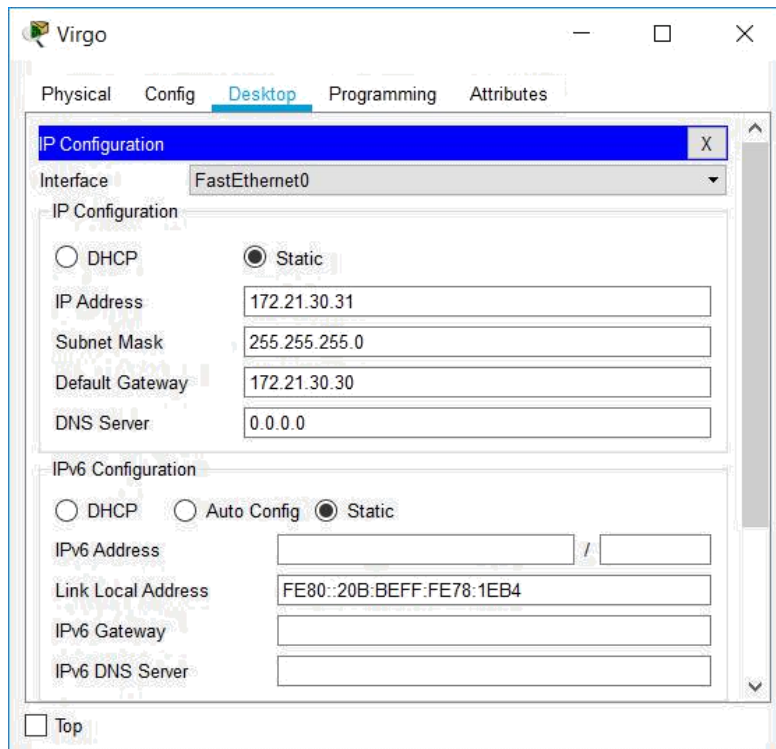 Virgo
Physical Config Desktop Programming Attributes
IP Configuration X
Interface FastEthernet0
IP Configuration
DHCP Static
IP Address 172.21.30.31
Subnet Mask 255.255.255.0
Default Gateway 172.21.30.30
DNS Server 0.0.0.0
IPv6 Configuration
DHCP Auto Config Static
IPv6 Address /
Link Local Address FE80::20B:BEFF:FE78:1EB4
IPv6 Gateway
IPv6 DNS Server
Top